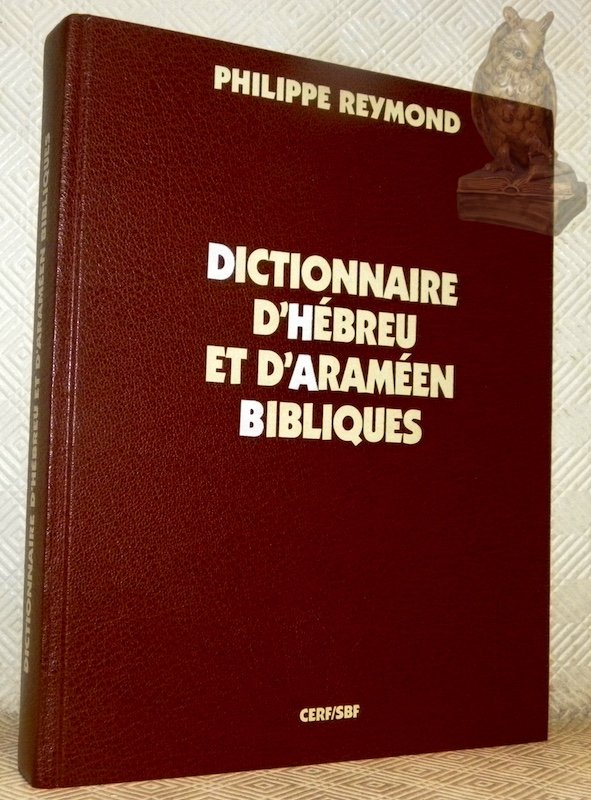 PHILIPPE REYMOND
DICTIONNAIRE
D'HÉBREU
ET D'ARAMÉEN
BIBLIQUES
CERF/SBF
DICTIONNAIRE D'HÉBREU ET D'ARAMÉEN BIBLIQUES